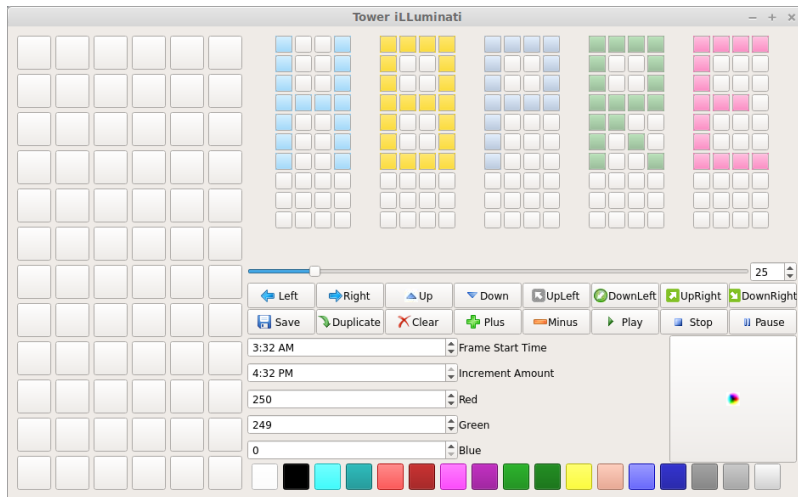 Tower iLLuminati
H B P R E
25
Left Right Up Down UpLeft DownLeft UpRight DownRight
Save Duplicate Clear Plus Minus Play Stop Pause
3:32 AM Frame Start Time
4:32 PM Increment Amount
250 Red
249 Green
0 Blue